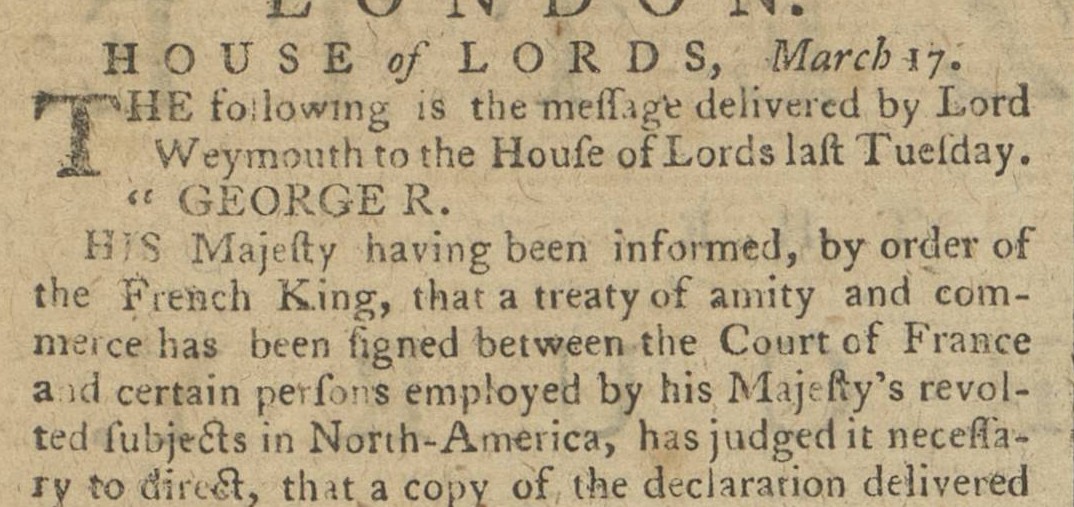 LONDON.
HOUSE of LORDS, March 17.
THE following is the meſſage delivered by Lord
Weymouth to the Houſe of Lords laſt Tueſday.
“ GEORGE R.
HIS Majeſty having been informed, by order of
the French King, that a treaty of amity and com-
merce has been ſigned between the Court of France
and certain perſons employed by his Majeſty’s revol-
ted ſubjects in North-America, has judged it neceſſa-
ry to direct, that a copy of the declaration delivered